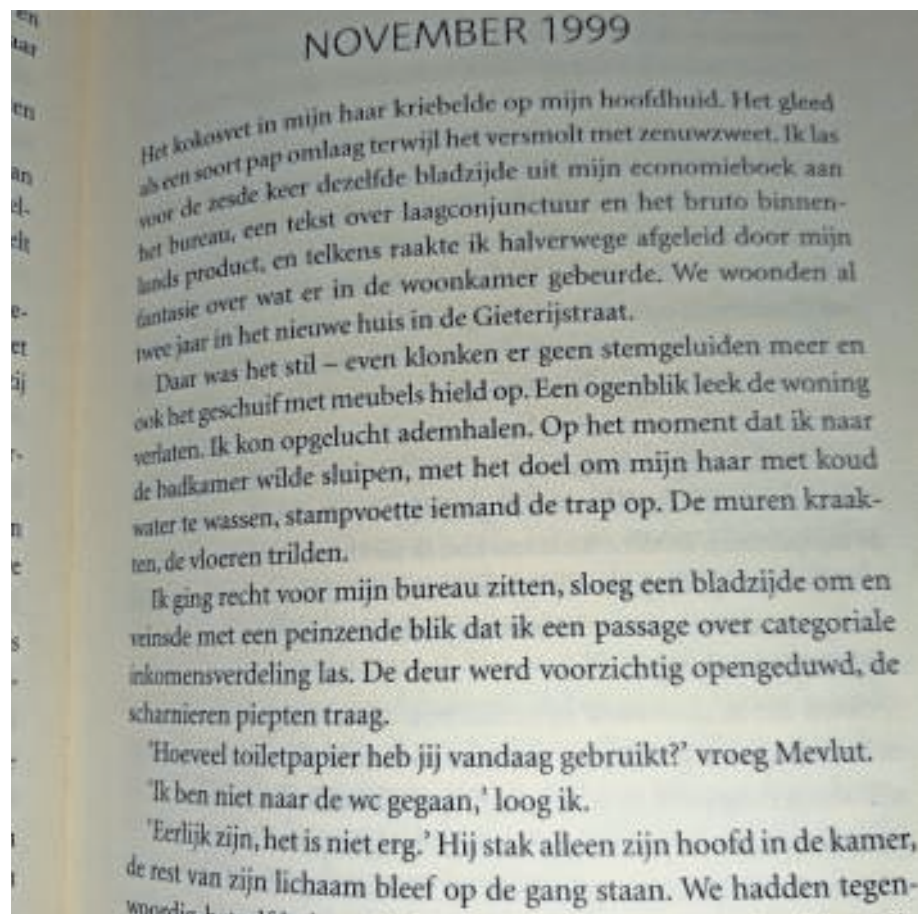 en
aar
en
an
el-
elt
e-
et
ij
r-
n
e
s
-
NOVEMBER 1999
Het kokosvet in mijn haar kriebelde op mijn hoofdhuid. Het gleed
als een soort pap omlaag terwijl het versmolt met zenuwzweet. Ik las
voor de zesde keer dezelfde bladzijde uit mijn economieboek aan
het bureau, een tekst over laagconjunctuur en het bruto binnen-
lands product, en telkens raakte ik halverwege afgeleid door mijn
fantasie over wat er in de woonkamer gebeurde. We woonden al
twee jaar in het nieuwe huis in de Gieterijstraat.
Daar was het stil – even klonken er geen stemgeluiden meer en
ook het geschuif met meubels hield op. Een ogenblik leek de woning
verlaten. Ik kon opgelucht ademhalen. Op het moment dat ik naar
de badkamer wilde sluipen, met het doel om mijn haar met koud
water te wassen, stampvoette iemand de trap op. De muren kraak-
ten, de vloeren trilden.
Ik ging recht voor mijn bureau zitten, sloeg een bladzijde om en
veinsde met een peinzende blik dat ik een passage over categoriale
inkomensverdeling las. De deur werd voorzichtig opengeduwd, de
scharnieren piepten traag.
'Hoeveel toiletpapier heb jij vandaag gebruikt?' vroeg Mevlut.
'Ik ben niet naar de wc gegaan,' loog ik.
'Eerlijk zijn, het is niet erg.' Hij stak alleen zijn hoofd in de kamer,
de rest van zijn lichaam bleef op de gang staan. We hadden tegen-